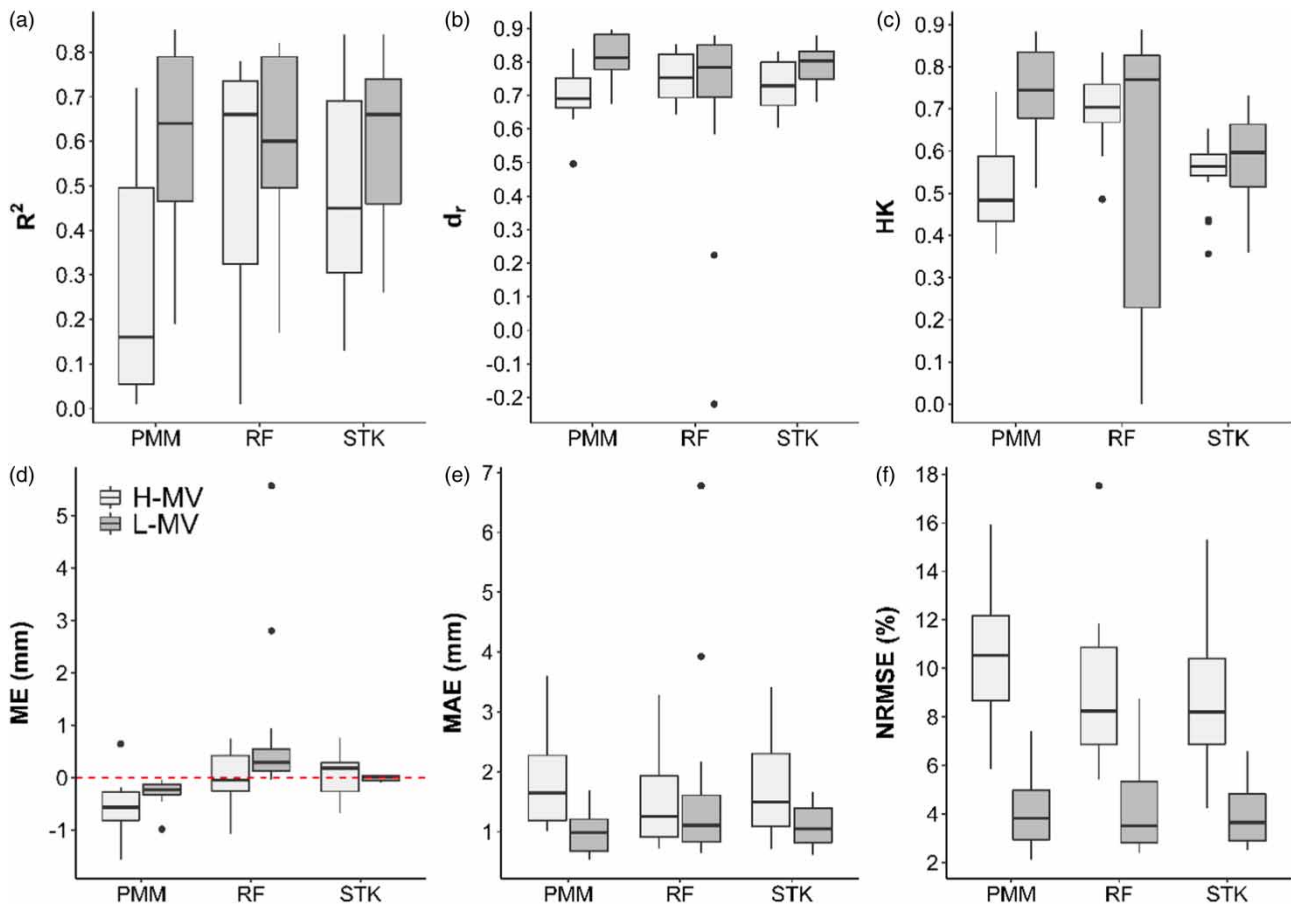 (a)
R²
0.8
0.7
0.6
0.5
0.4
0.3
0.2
0.1
0.0
PMM RF STK
(b)
dr
0.9
0.8
0.7
0.6
0.5
0.4
0.3
0.2
0.1
0.0
-0.1
-0.2
PMM RF STK
(c)
HK
0.9
0.8
0.7
0.6
0.5
0.4
0.3
0.2
0.1
0.0
PMM RF STK
(d)
H-MV
L-MV
ME (mm)
5
4
3
2
1
0
-1
PMM RF STK
(e)
MAE (mm)
7
6
5
4
3
2
1
PMM RF STK
(f)
NRMSE (%)
18
16
14
12
10
8
6
4
2
PMM RF STK